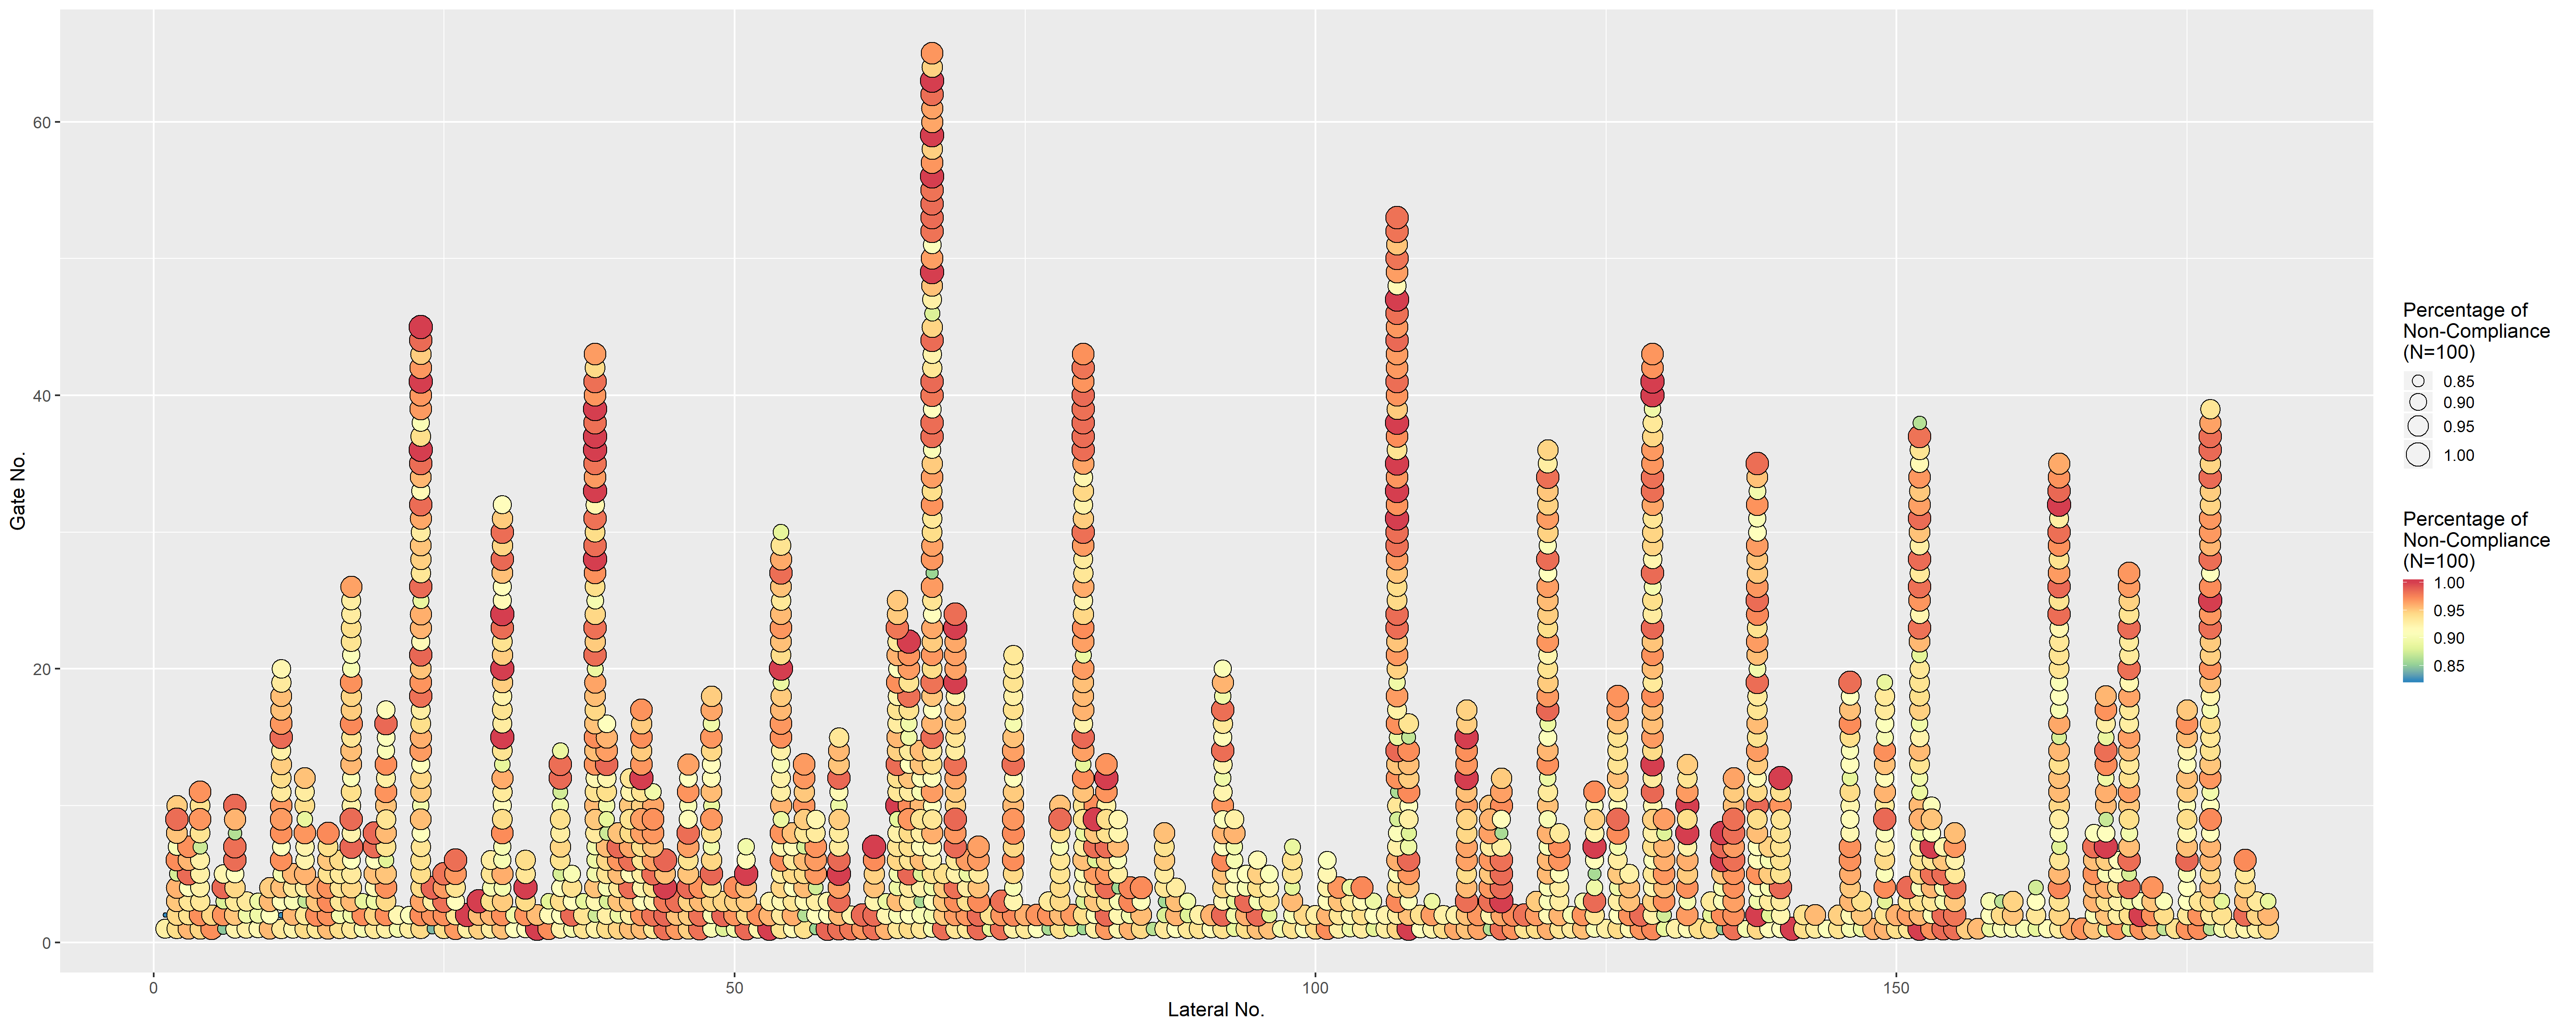 60
40
20
0
Gate No.
0
50
100
150
Lateral No.
Percentage of
Non-Compliance
(N=100)
0.85
0.90
0.95
1.00
Percentage of
Non-Compliance
(N=100)
1.00
0.95
0.90
0.85